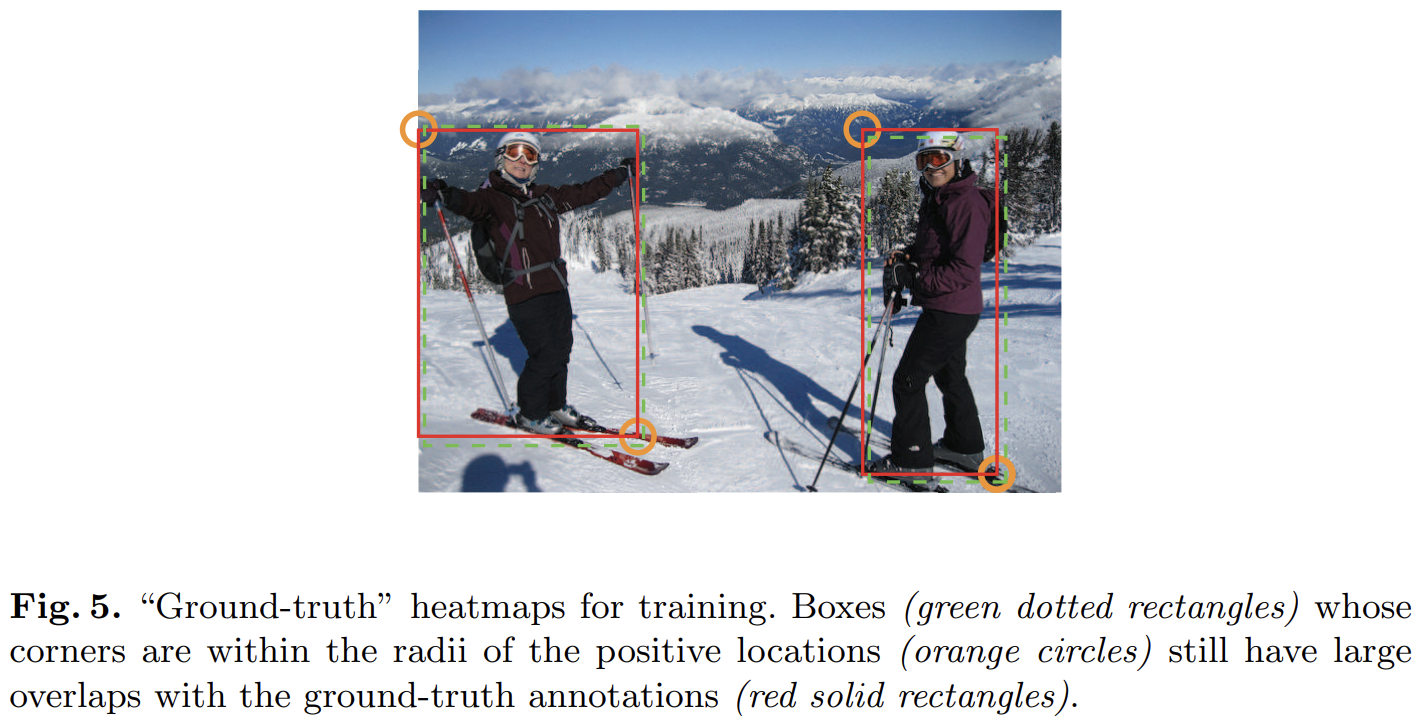 Fig. 5. “Ground-truth” heatmaps for training. Boxes (green dotted rectangles) whose
corners are within the radii of the positive locations (orange circles) still have large
overlaps with the ground-truth annotations (red solid rectangles).